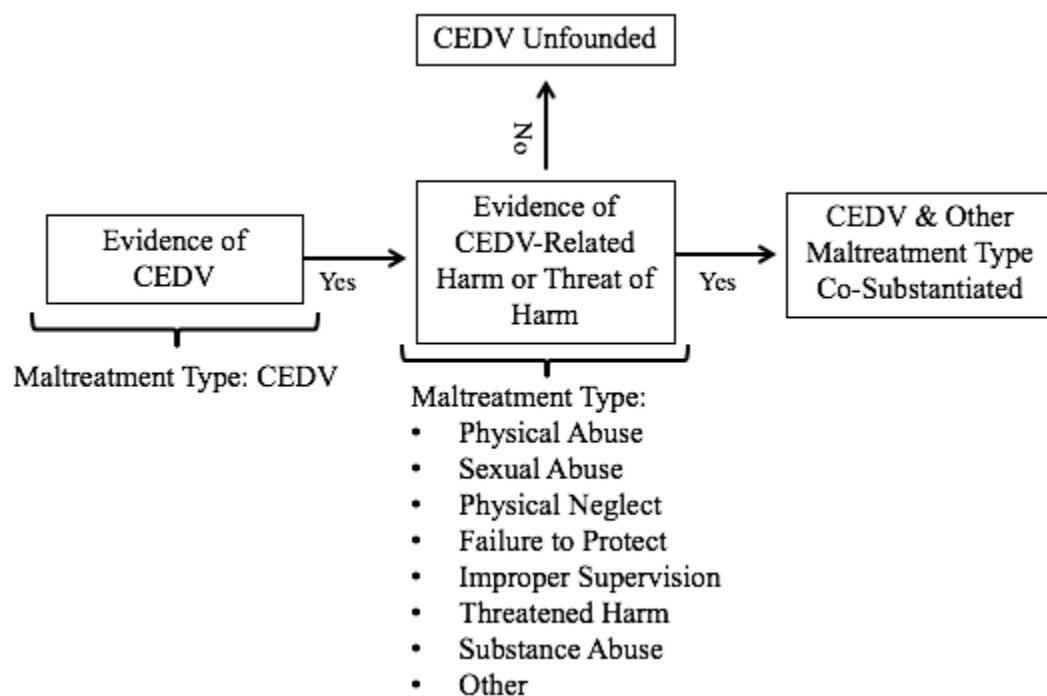 CEDV Unfounded
No
Evidence of
CEDV
Yes
Evidence of
CEDV-Related
Harm or Threat of
Harm
Yes
CEDV & Other
Maltreatment Type
Co-Substantiated
Maltreatment Type: CEDV
Maltreatment Type:
• Physical Abuse
• Sexual Abuse
• Physical Neglect
• Failure to Protect
• Improper Supervision
• Threatened Harm
• Substance Abuse
• Other